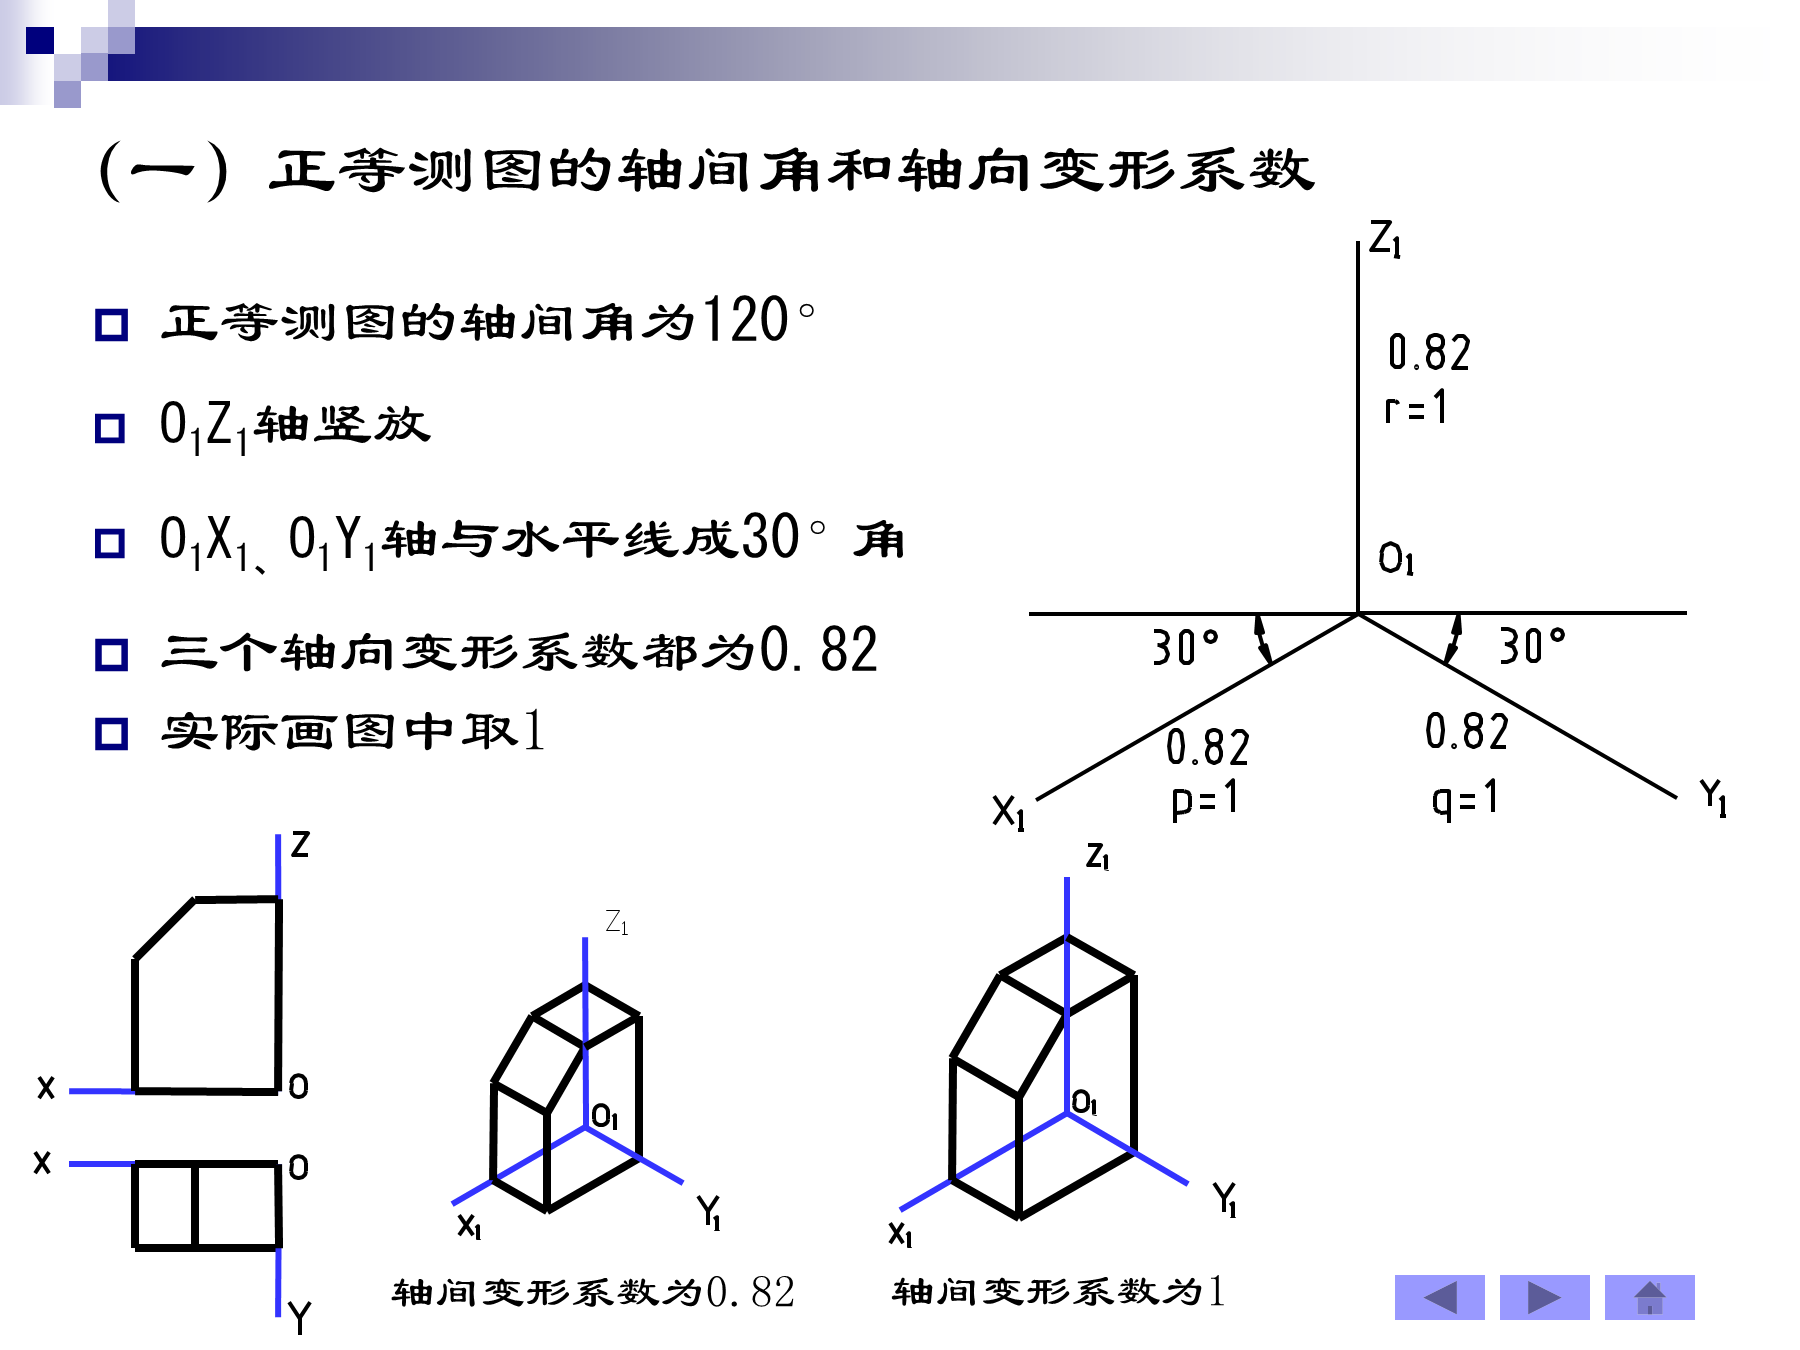 (一) 正等测图的轴间角和轴向变形系数
正等测图的轴间角为120°
O₁Z₁轴竖放
O₁X₁、O₁Y₁轴与水平线成30°角
三个轴向变形系数都为0.82
实际画图中取1
Z₁
0.82
r=1
O₁
30°
30°
0.82
p=1
0.82
q=1
X₁
Y₁
Z
X
O
X
O
Y
Z₁
O₁
X₁
Y₁
轴间变形系数为0.82
Z₁
O₁
X₁
Y₁
轴间变形系数为1